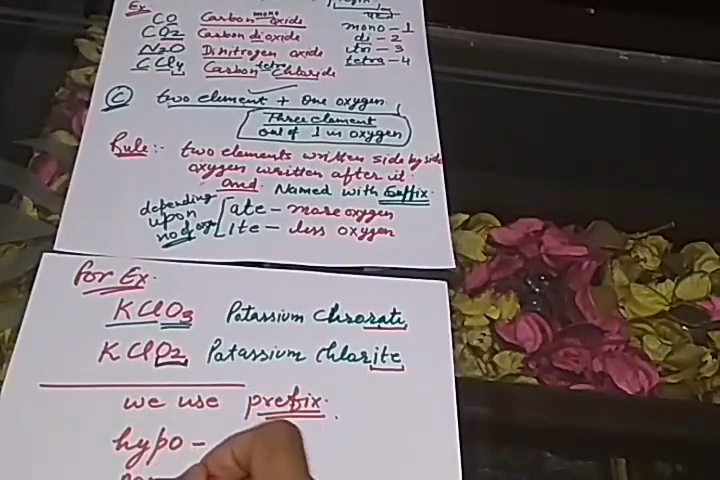 Ex
CO Carbon mono oxide mono - 1
CO2 Carbon dioxide di - 2
N2O Dinitrogen oxide tri - 3
CCl4 Carbon tetra chloride tetra - 4
C two element + one oxygen
Three element
out of 1 is oxygen
Rule:- two elements written side by side
oxygen written after it
and Named with Suffix
depending upon no of oxy
ate - more oxygen
ite - less oxygen
For Ex.
KClO3 Potassium Chlorate
KClO2 Potassium Chlorite
we use prefix.
hypo -